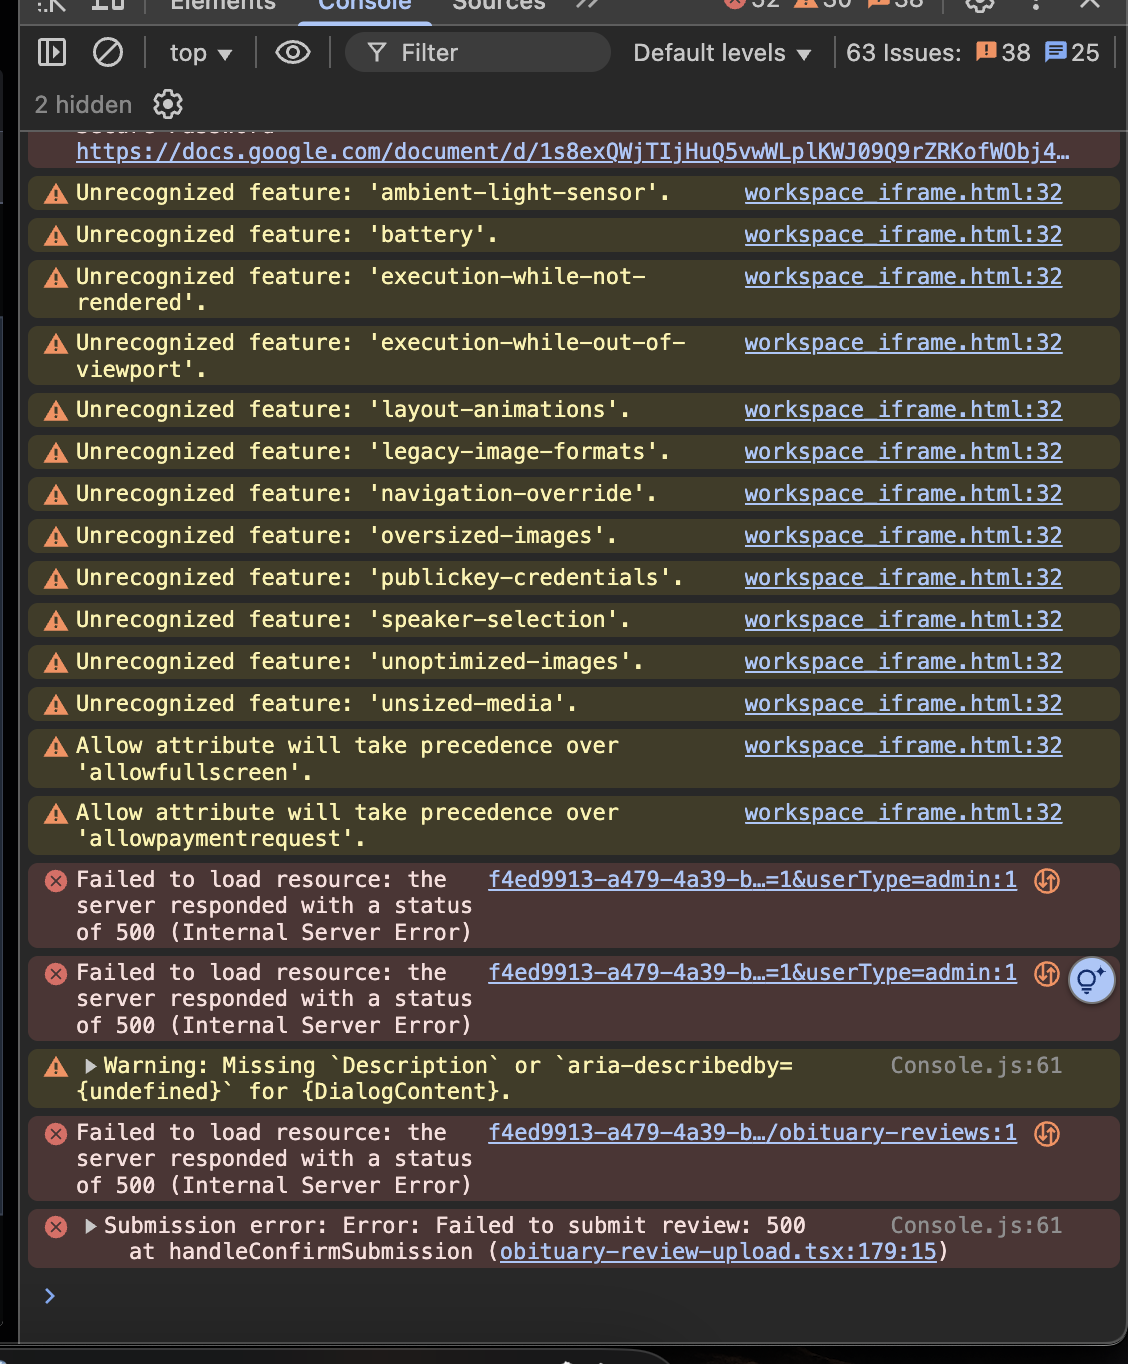 Elements Console Sources 52 30 38
top Filter Default levels 63 Issues: 38 25
2 hidden
Secure Password
https://docs.google.com/document/d/1s8exQWjTIjHuQ5vwWLplKWJ09Q9rZRKofWObj4…
Unrecognized feature: 'ambient-light-sensor'. workspace_iframe.html:32
Unrecognized feature: 'battery'. workspace_iframe.html:32
Unrecognized feature: 'execution-while-not- workspace_iframe.html:32
rendered'.
Unrecognized feature: 'execution-while-out-of- workspace_iframe.html:32
viewport'.
Unrecognized feature: 'layout-animations'. workspace_iframe.html:32
Unrecognized feature: 'legacy-image-formats'. workspace_iframe.html:32
Unrecognized feature: 'navigation-override'. workspace_iframe.html:32
Unrecognized feature: 'oversized-images'. workspace_iframe.html:32
Unrecognized feature: 'publickey-credentials'. workspace_iframe.html:32
Unrecognized feature: 'speaker-selection'. workspace_iframe.html:32
Unrecognized feature: 'unoptimized-images'. workspace_iframe.html:32
Unrecognized feature: 'unsized-media'. workspace_iframe.html:32
Allow attribute will take precedence over workspace_iframe.html:32
'allowfullscreen'.
Allow attribute will take precedence over workspace_iframe.html:32
'allowpaymentrequest'.
Failed to load resource: the f4ed9913-a479-4a39-b…=1&userType=admin:1
server responded with a status
of 500 (Internal Server Error)
Failed to load resource: the f4ed9913-a479-4a39-b…=1&userType=admin:1
server responded with a status
of 500 (Internal Server Error)
Warning: Missing `Description` or `aria-describedby= Console.js:61
{undefined}` for {DialogContent}.
Failed to load resource: the f4ed9913-a479-4a39-b…/obituary-reviews:1
server responded with a status
of 500 (Internal Server Error)
Submission error: Error: Failed to submit review: 500 Console.js:61
at handleConfirmSubmission (obituary-review-upload.tsx:179:15)